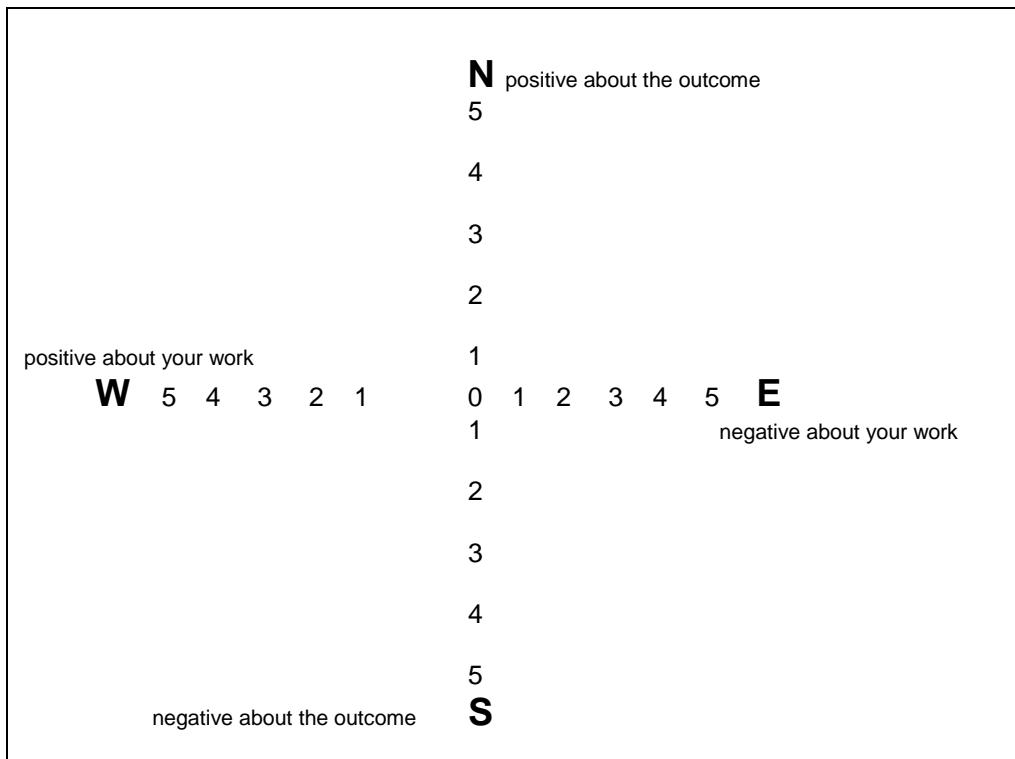 N positive about the outcome
5
4
3
2
positive about your work 1
W 5 4 3 2 1 0 1 2 3 4 5 E
1 negative about your work
2
3
4
5
negative about the outcome S